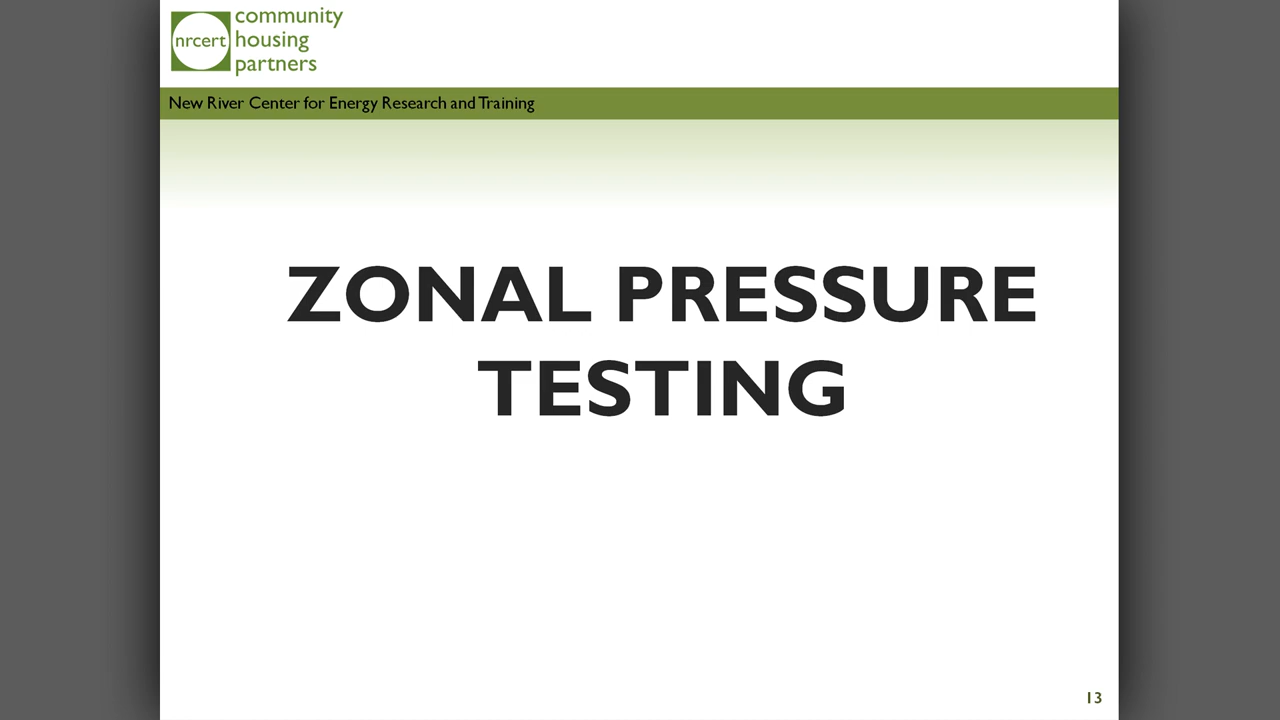 community
nrcert housing
partners
New River Center for Energy Research and Training
ZONAL PRESSURE
TESTING
13